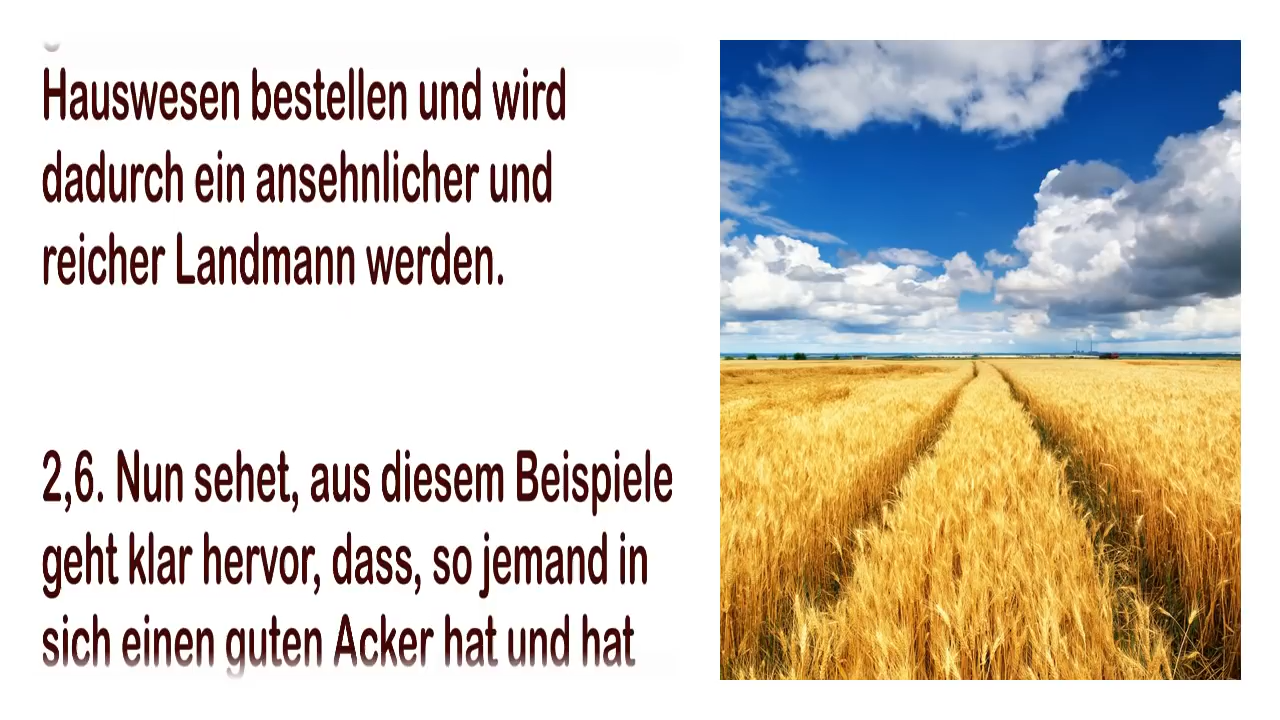 Hauswesen bestellen und wird
dadurch ein ansehnlicher und
reicher Landmann werden.
2,6. Nun sehet, aus diesem Beispiele
geht klar hervor, dass, so jemand in
sich einen guten Acker hat und hat